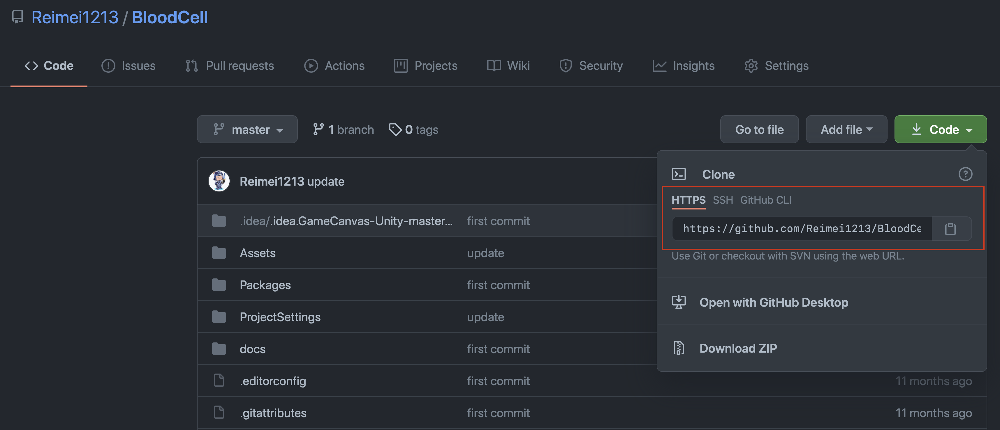 Reimei1213 / BloodCell
Code Issues Pull requests Actions Projects Wiki Security Insights Settings
master 1 branch 0 tags Go to file Add file Code
Reimei1213 update
.idea/.idea.GameCanvas-Unity-master... first commit
Assets update
Packages first commit
ProjectSettings update
docs first commit
.editorconfig first commit 11 months ago
.gitattributes first commit 11 months ago
Clone
HTTPS SSH GitHub CLI
https://github.com/Reimei1213/BloodCe
Use Git or checkout with SVN using the web URL.
Open with GitHub Desktop
Download ZIP